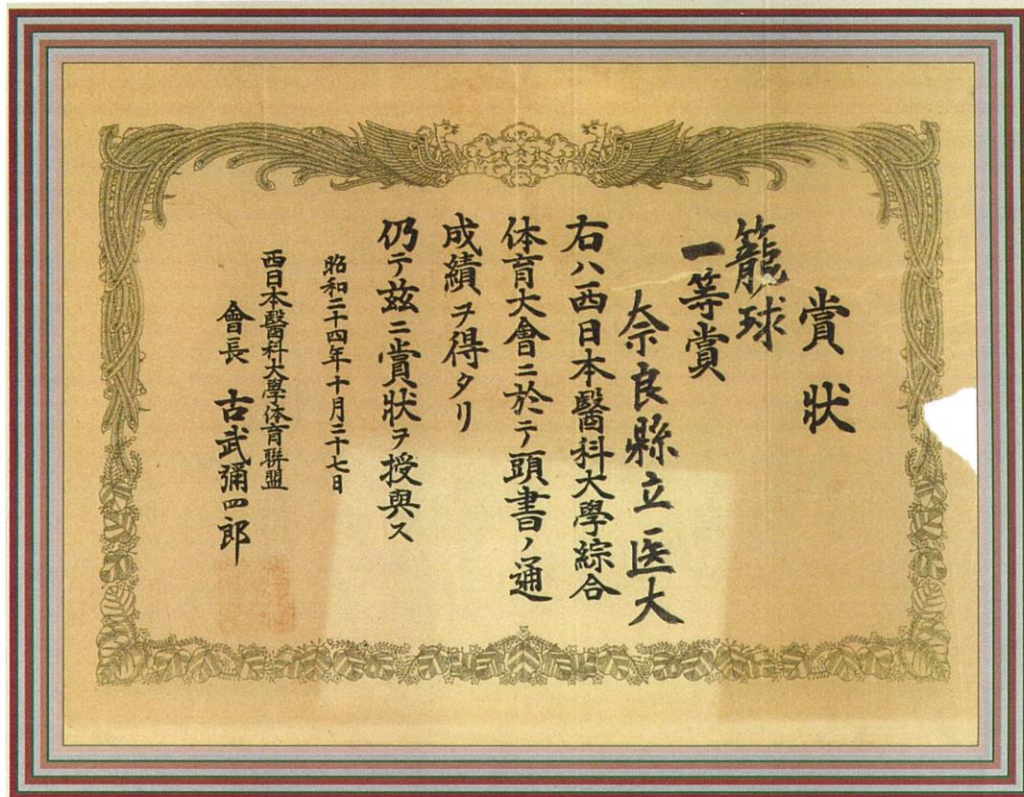 賞狀
籠球
一等賞
奈良縣立医大
右ハ西日本醫科大學綜合
体育大會ニ於テ頭書ノ通
成績ヲ得タリ
仍テ茲ニ賞狀ヲ授與ス
昭和二十四年十月二十七日
西日本醫科大學体育聯盟
會長 古武彌四郎